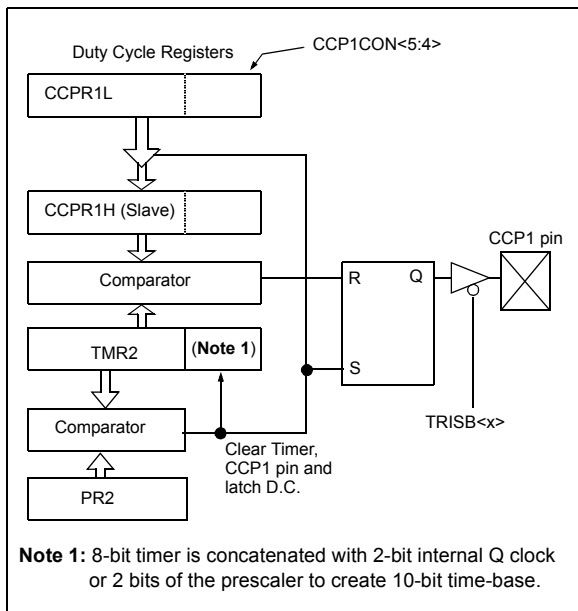 Duty Cycle Registers
CCP1CON<5:4>
CCPR1L
CCPR1H (Slave)
CCP1 pin
Comparator
R
Q
TMR2
(Note 1)
S
Comparator
TRISB<x>
Clear Timer,
CCP1 pin and
latch D.C.
PR2
Note 1: 8-bit timer is concatenated with 2-bit internal Q clock
or 2 bits of the prescaler to create 10-bit time-base.